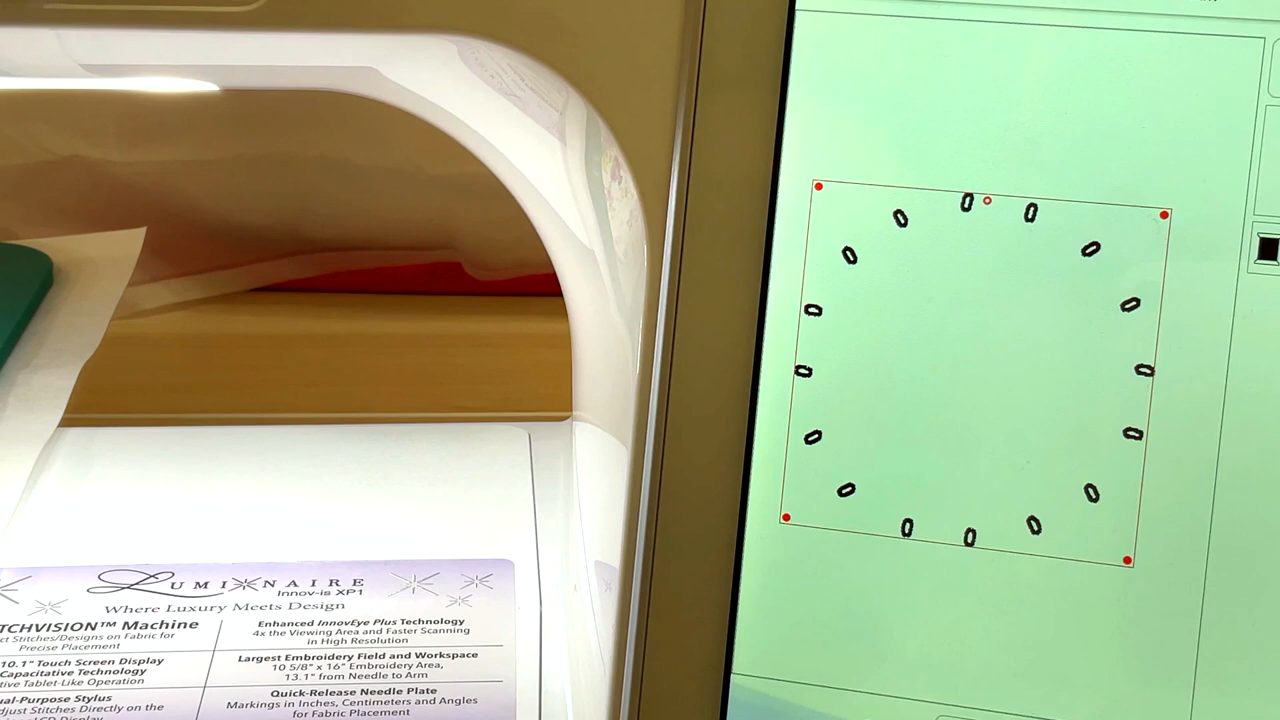 LUMINAIRE
Innov-is XP1
Where Luxury Meets Design
TCHVISION™ Machine
ct Stitches/Designs on Fabric for
Precise Placement
10.1" Touch Screen Display
Capacitative Technology
tive Tablet-Like Operation
ual-Purpose Stylus
djust Stitches Directly on the
LCD Display
Enhanced InnovEye Plus Technology
4x the Viewing Area and Faster Scanning
in High Resolution
Largest Embroidery Field and Workspace
10 5/8" x 16" Embroidery Area,
13.1" from Needle to Arm
Quick-Release Needle Plate
Markings in Inches, Centimeters and Angles
for Fabric Placement